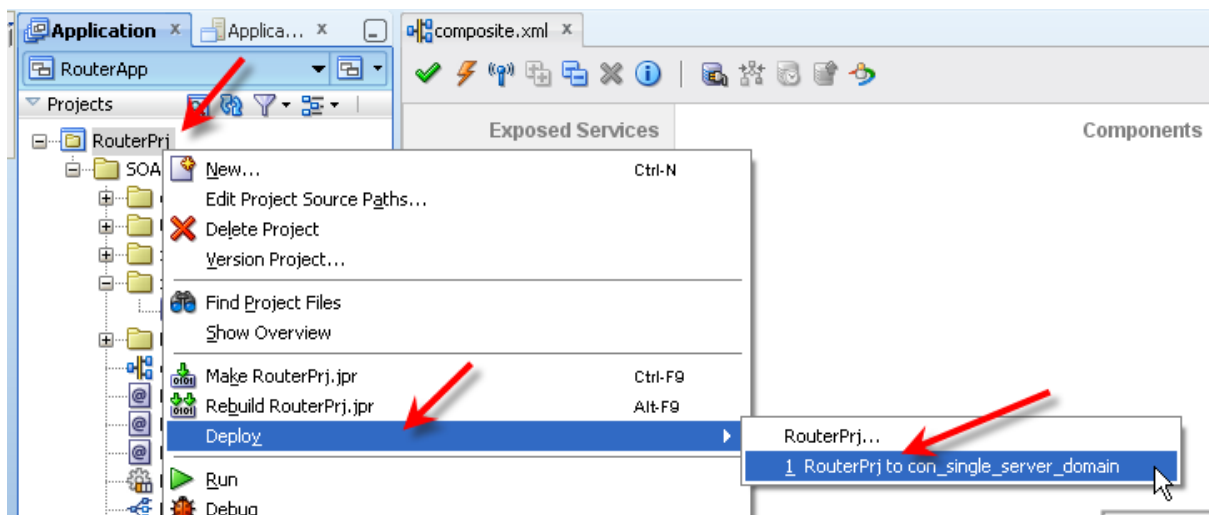 Application
Applica...
composite.xml
RouterApp
Projects
Exposed Services
Components
RouterPrj
SOA
New... Ctrl-N
Edit Project Source Paths...
Delete Project
Version Project...
Find Project Files
Show Overview
Make RouterPrj.jpr Ctrl-F9
Rebuild RouterPrj.jpr Alt-F9
Deploy
RouterPrj...
1 RouterPrj to con_single_server_domain
Run
Debug